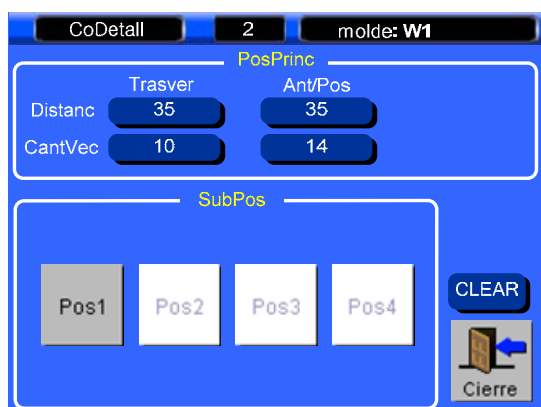 CoDetall 2 molde: W1
PosPrinc
Trasver Ant/Pos
Distanc 35 35
CantVec 10 14
SubPos
Pos1 Pos2 Pos3 Pos4
CLEAR
Cierre